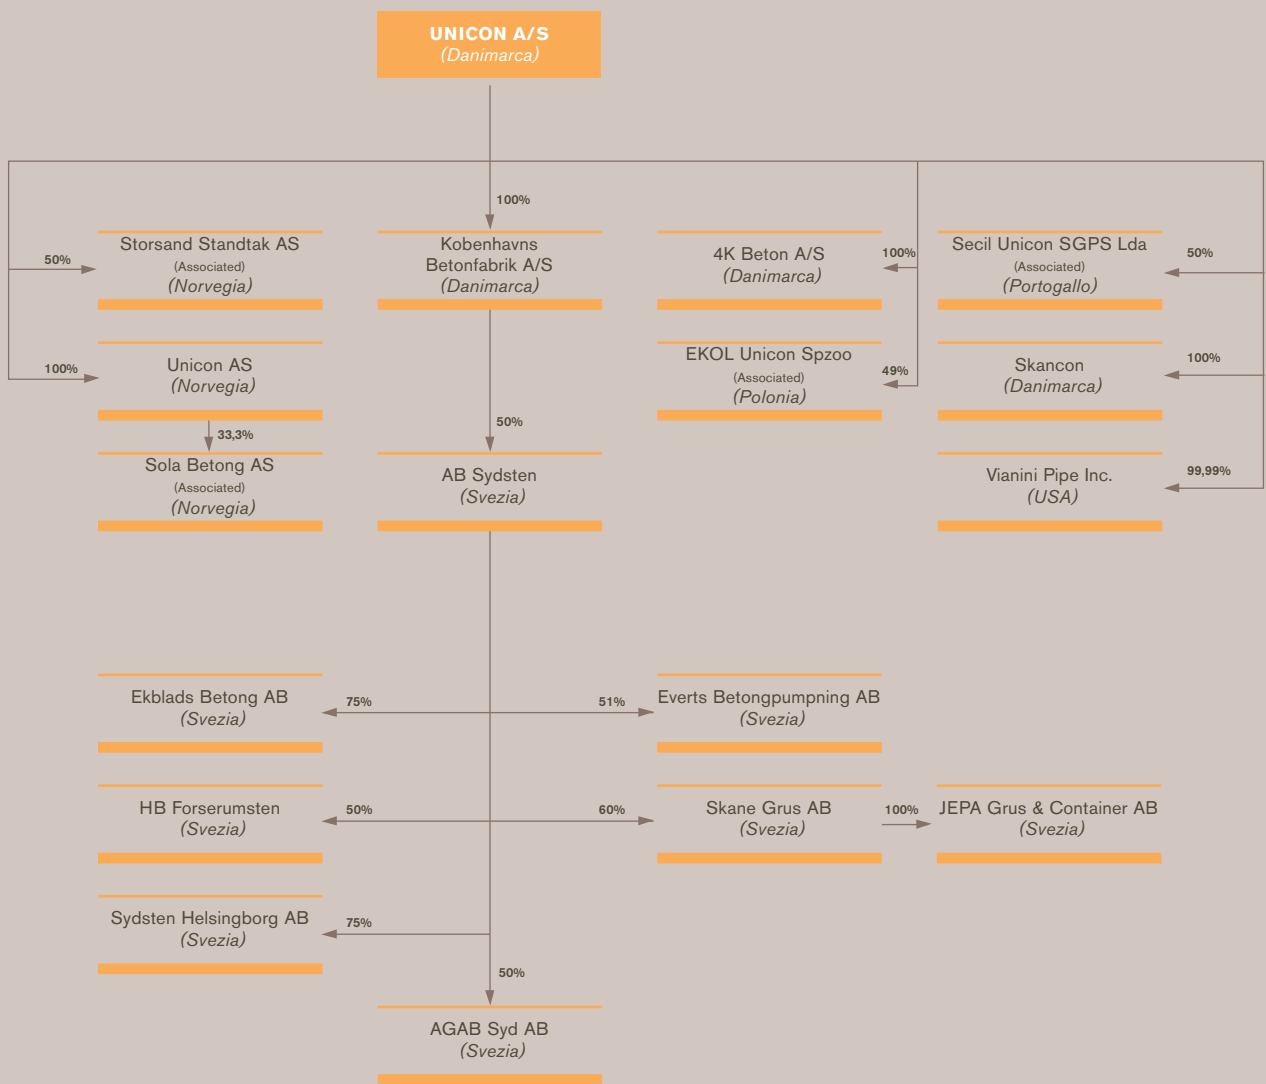 UNICON A/S
(Danimarca)
100%
Storsand Standtak AS
(Associated)
(Norvegia)
50%
Kobenhavns
Betonfabrik A/S
(Danimarca)
4K Beton A/S
(Danimarca)
100%
Secil Unicon SGPS Lda
(Associated)
(Portogallo)
50%
Unicon AS
(Norvegia)
100%
EKOL Unicon Spzoo
(Associated)
(Polonia)
49%
Skancon
(Danimarca)
100%
33,3%
50%
Sola Betong AS
(Associated)
(Norvegia)
AB Sydsten
(Svezia)
Vianini Pipe Inc.
(USA)
99,99%
Ekblads Betong AB
(Svezia)
75%
51%
Everts Betongpumpning AB
(Svezia)
HB Forserumsten
(Svezia)
50%
60%
Skane Grus AB
(Svezia)
100%
JEPA Grus & Container AB
(Svezia)
Sydsten Helsingborg AB
(Svezia)
75%
50%
AGAB Syd AB
(Svezia)